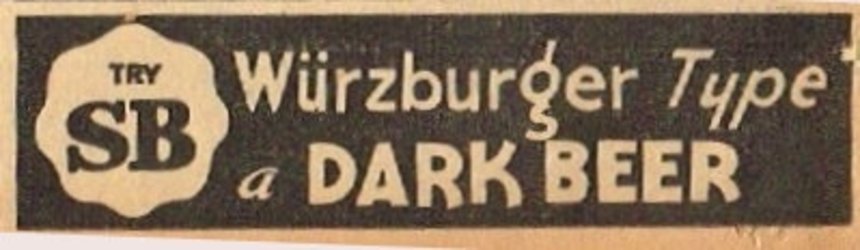 TRY
SB
Würzburger Type
a DARK BEER